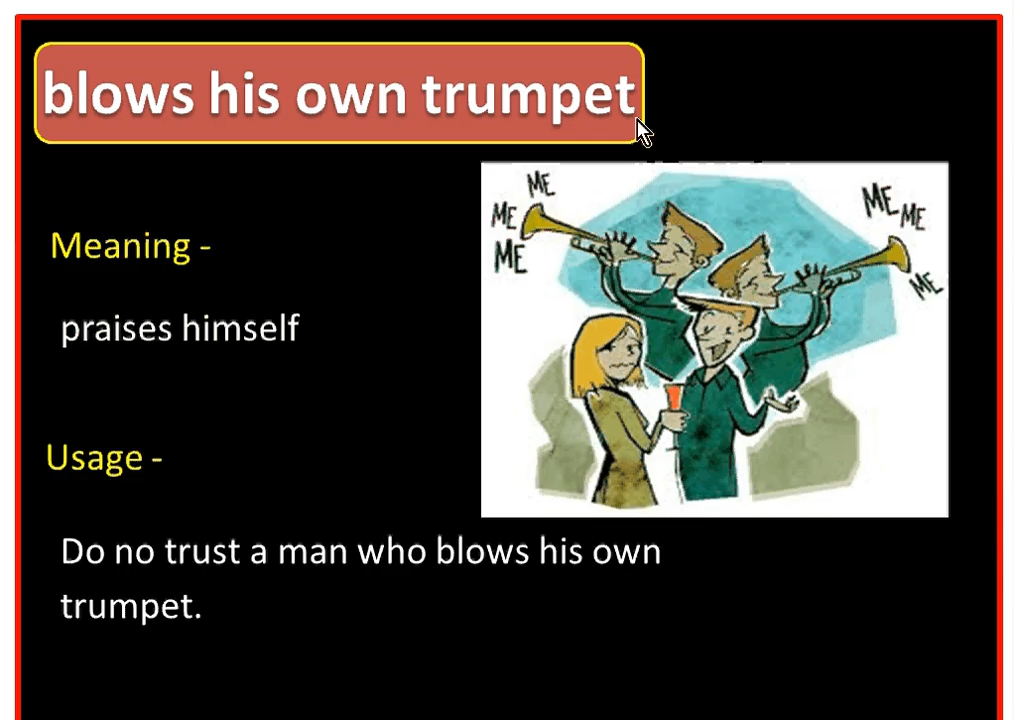 blows his own trumpet
ME
ME
ME
ME
ME
ME
Meaning -
praises himself
Usage -
Do no trust a man who blows his own
trumpet.